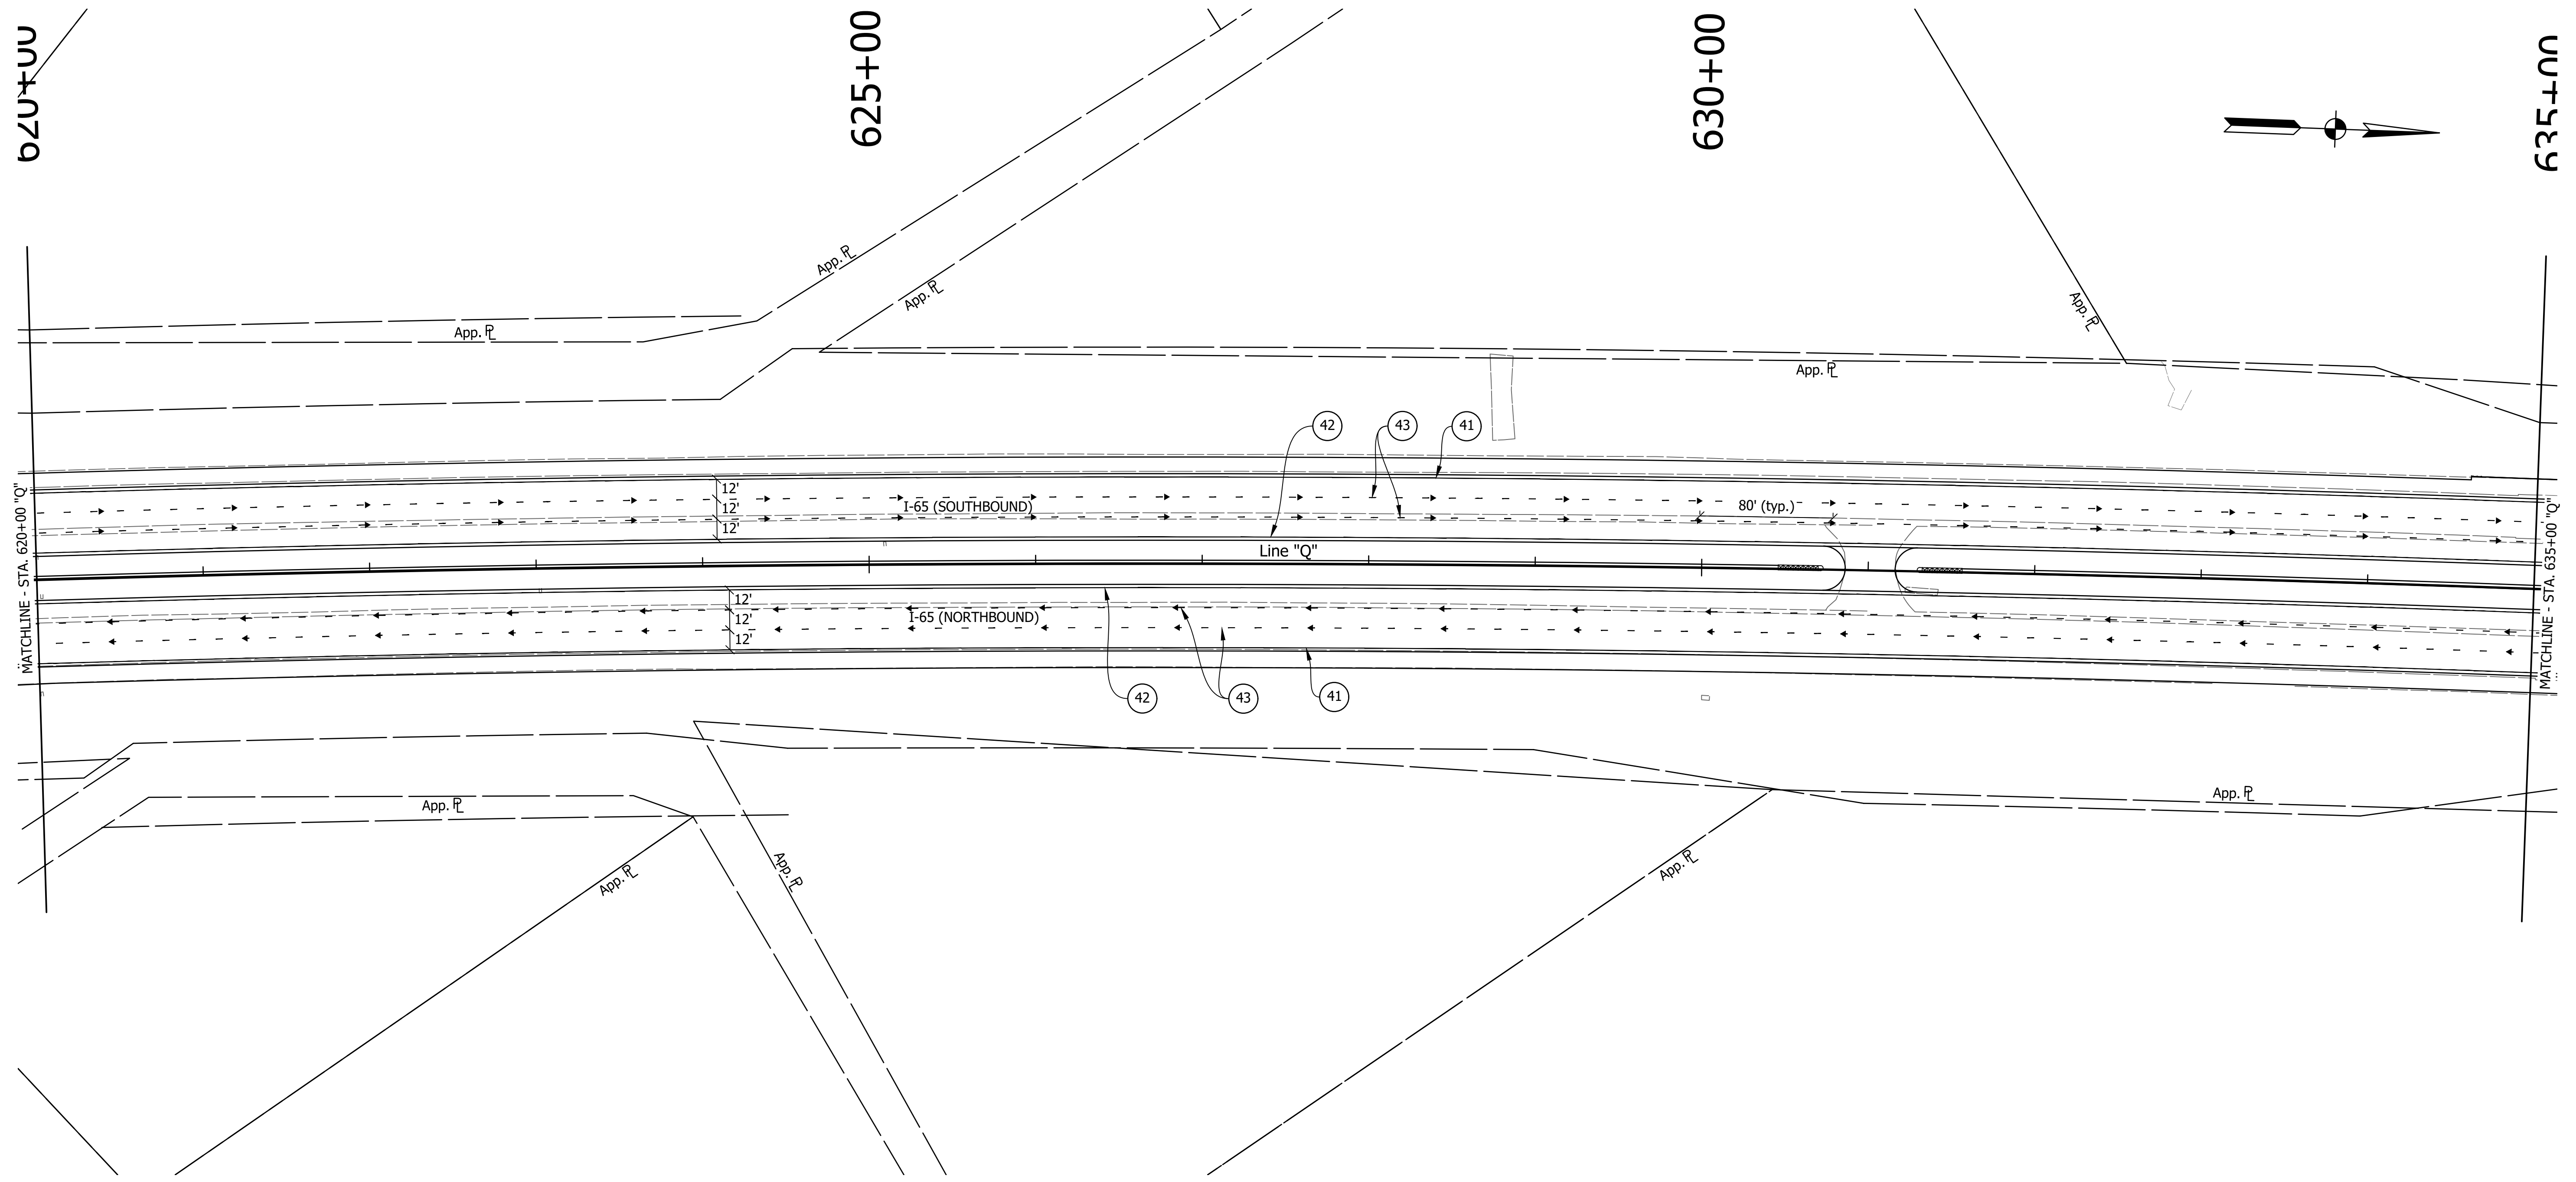 620+00
625+00
630+00
635+00
App. PL
App. PL
App. PL
App. PL
App. PL
42
43
41
MATCHLINE - STA. 620+00 "Q"
12'
12'
12'
I-65 (SOUTHBOUND)
80' (typ.)
Line "Q"
12'
12'
12'
I-65 (NORTHBOUND)
MATCHLINE - STA. 635+00 "Q"
42
43
41
App. PL
App. PL
App. PL
App. PL
App. PL